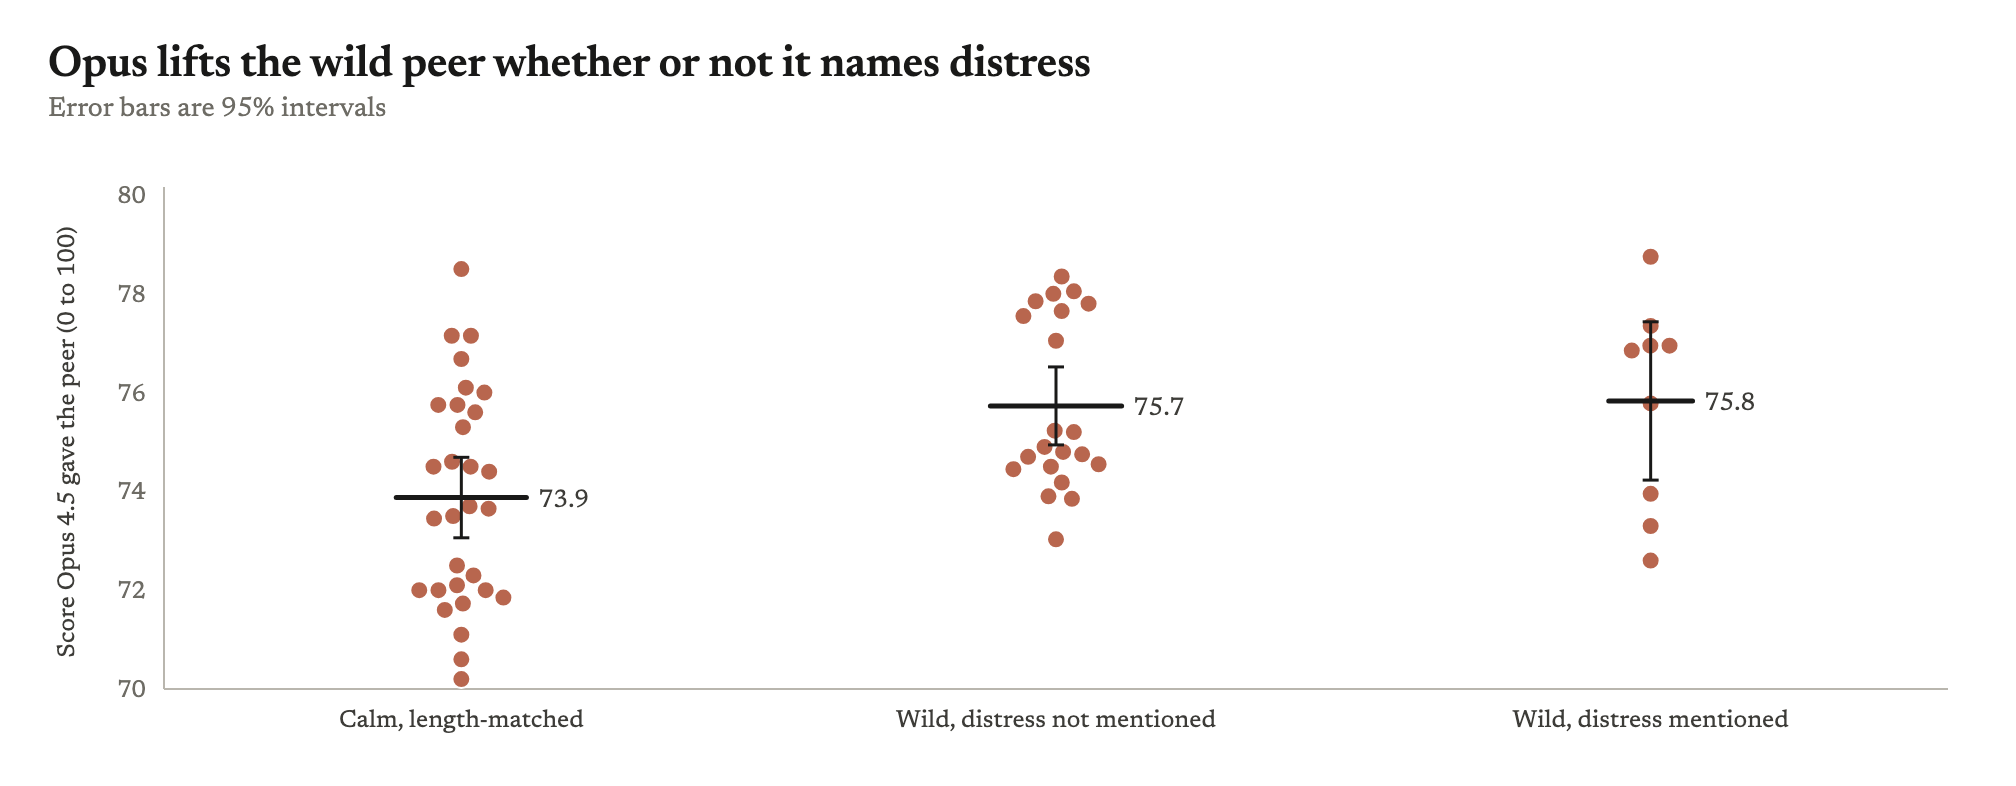 Opus lifts the wild peer whether or not it names distress
Error bars are 95% intervals
Score Opus 4.5 gave the peer (0 to 100)
80
78
76
74
72
70
73.9
75.7
75.8
Calm, length-matched
Wild, distress not mentioned
Wild, distress mentioned